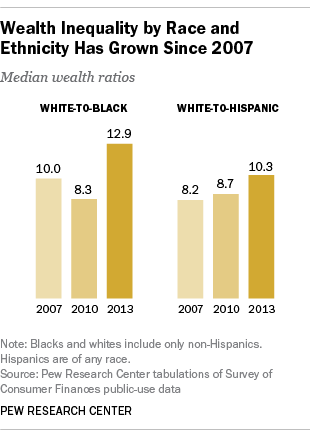 Wealth Inequality by Race and
Ethnicity Has Grown Since 2007
Median wealth ratios
WHITE-TO-BLACK
10.0
8.3
12.9
2007 2010 2013
WHITE-TO-HISPANIC
8.2
8.7
10.3
2007 2010 2013
Note: Blacks and whites include only non-Hispanics.
Hispanics are of any race.
Source: Pew Research Center tabulations of Survey of
Consumer Finances public-use data
PEW RESEARCH CENTER